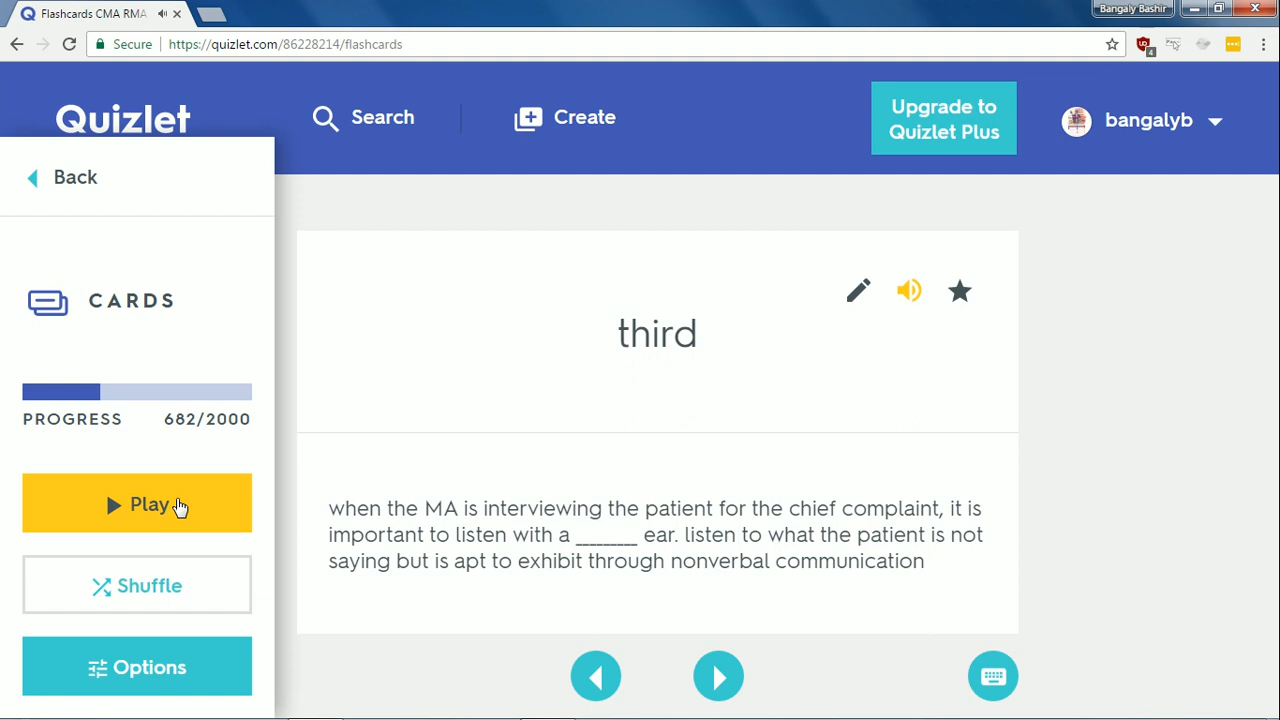 Flashcards CMA RMA
Bangaly Bashir
Secure
https://quizlet.com/86228214/flashcards
4
Quizlet
Search
Create
Upgrade to
Quizlet Plus
bangalyb
Back
CARDS
PROGRESS 682/2000
Play
Shuffle
Options
third
when the MA is interviewing the patient for the chief complaint, it is
important to listen with a _________ ear. listen to what the patient is not
saying but is apt to exhibit through nonverbal communication